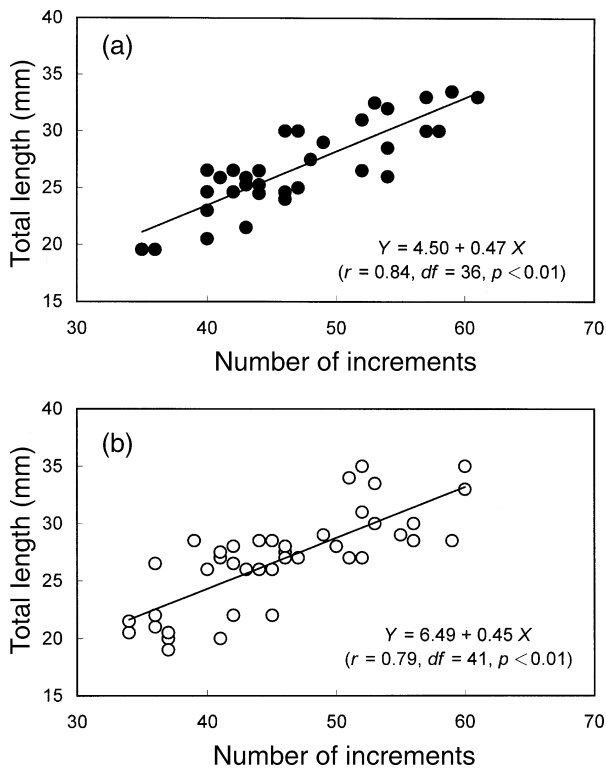 (a)
Total length (mm)
40
35
30
25
20
15
Y = 4.50 + 0.47 X
(r = 0.84, df = 36, p <0.01)
30 40 50 60 70
Number of increments
(b)
Total length (mm)
40
35
30
25
20
15
Y = 6.49 + 0.45 X
(r = 0.79, df = 41, p <0.01)
30 40 50 60 70
Number of increments